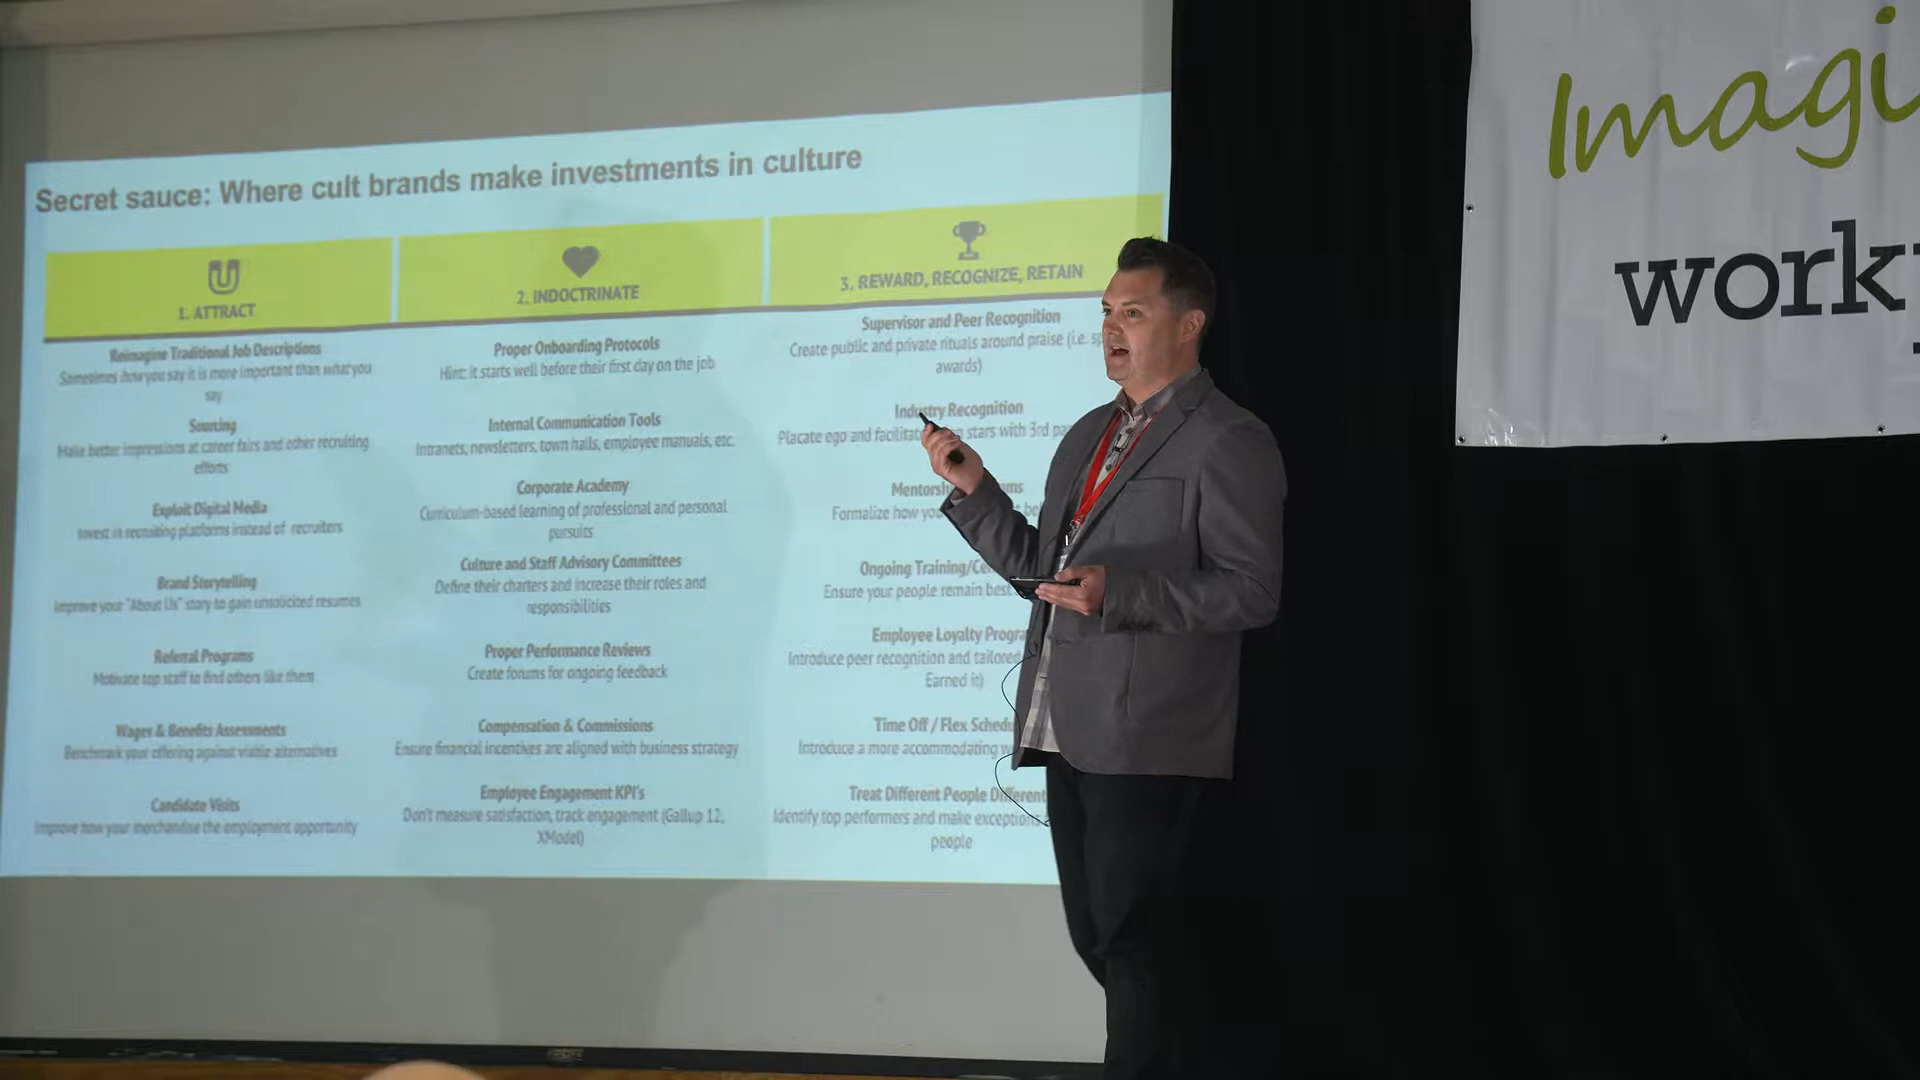 Secret sauce: Where cult brands make investments in culture
1. ATTRACT
Reimagine Traditional Job Descriptions
Sometimes how you say it is more important than what you
say
Sourcing
Make better impressions at career fairs and other recruiting
efforts
Exploit Digital Media
Invest in recruiting platforms instead of recruiters
Brand Storytelling
Improve your "About Us" story to gain unsolicited resumes
Referral Programs
Motivate top staff to find others like them
Wages & Benefits Assessments
Benchmark your offering against viable alternatives
Candidate Visits
Improve how your merchandise the employment opportunity
2. INDOCTRINATE
Proper Onboarding Protocols
Hint: it starts well before their first day on the job
Internal Communication Tools
Intranets, newsletters, town halls, employee manuals, etc.
Corporate Academy
Curriculum-based learning of professional and personal
pursuits
Culture and Staff Advisory Committees
Define their charters and increase their roles and
responsibilities
Proper Performance Reviews
Create forums for ongoing feedback
Compensation & Commissions
Ensure financial incentives are aligned with business strategy
Employee Engagement KPI's
Don't measure satisfaction, track engagement (Gallup 12,
XModel)
3. REWARD, RECOGNIZE, RETAIN
Supervisor and Peer Recognition
Create public and private rituals around praise (i.e.
awards)
Industry Recognition
Placate ego and stars with 3rd
Formalize how
Ongoing
Ensure your people remain best
Employee Loyalty
Introduce peer recognition and tailored
Earned it)
Time Off / Flex
Introduce a more accommodating
Treat Different People
Identify top performers and make exceptions
people
Imagi
work